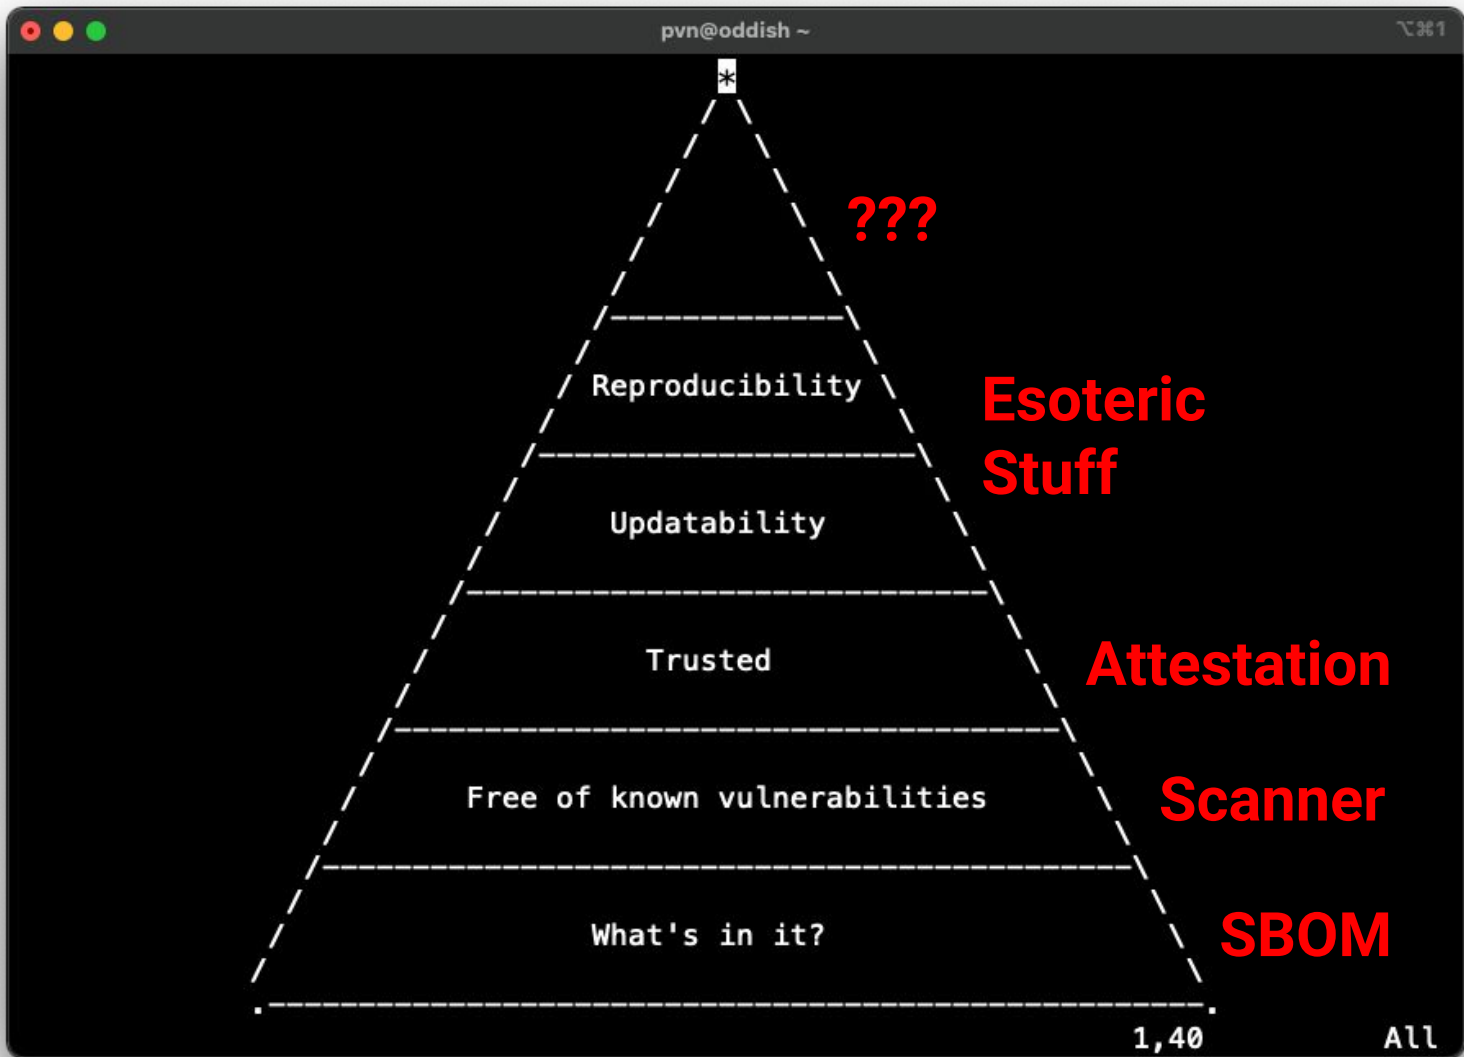 pvn@oddish ~
⌥⌘1
*
???
Reproducibility
Esoteric
Stuff
Updatability
Trusted
Attestation
Free of known vulnerabilities
Scanner
What's in it?
SBOM
1,40 All